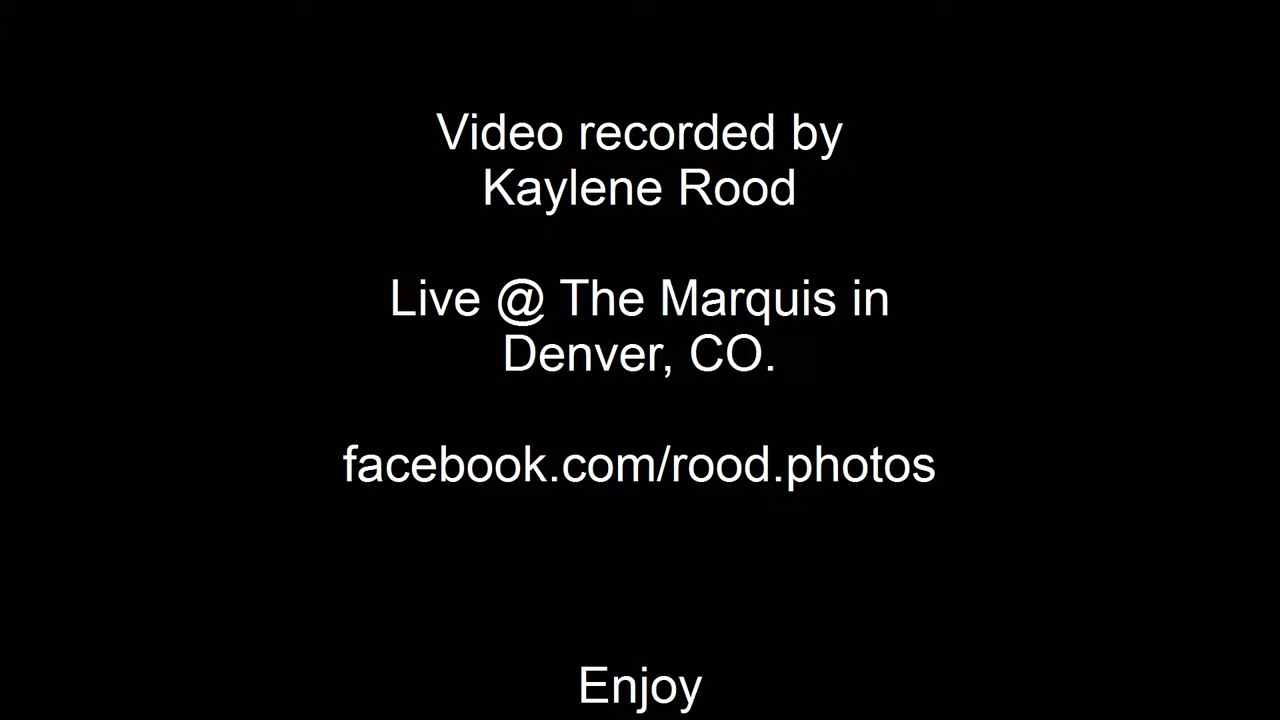 Video recorded by
Kaylene Rood
Live @ The Marquis in
Denver, CO.
facebook.com/rood.photos
Enjoy